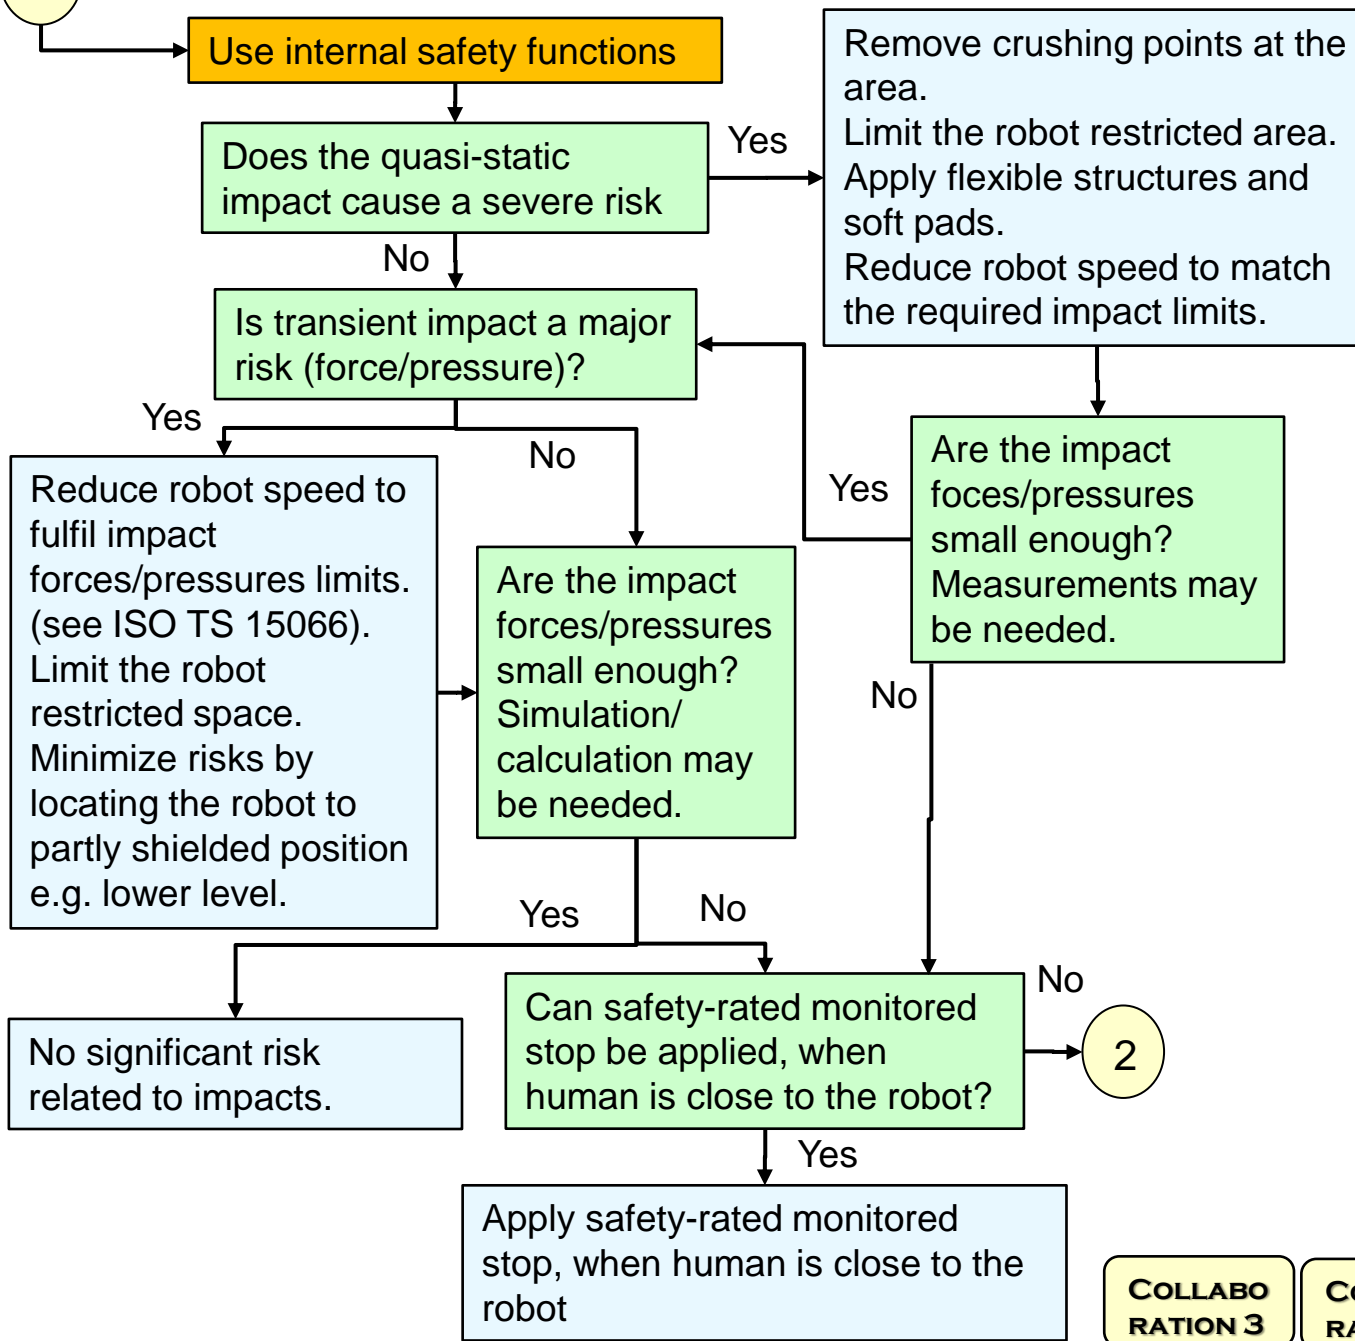 Use internal safety functions
Does the quasi-static
impact cause a severe risk
Yes
Remove crushing points at the
area.
Limit the robot restricted area.
Apply flexible structures and
soft pads.
Reduce robot speed to match
the required impact limits.
No
Is transient impact a major
risk (force/pressure)?
Yes
No
Yes
Are the impact
foces/pressures
small enough?
Measurements may
be needed.
Reduce robot speed to
fulfil impact
forces/pressures limits.
(see ISO TS 15066).
Limit the robot
restricted space.
Minimize risks by
locating the robot to
partly shielded position
e.g. lower level.
Are the impact
forces/pressures
small enough?
Simulation/
calculation may
be needed.
No
Yes
No
No significant risk
related to impacts.
Can safety-rated monitored
stop be applied, when
human is close to the robot?
No
2
Yes
Apply safety-rated monitored
stop, when human is close to the
robot
COLLABO
RATION 3